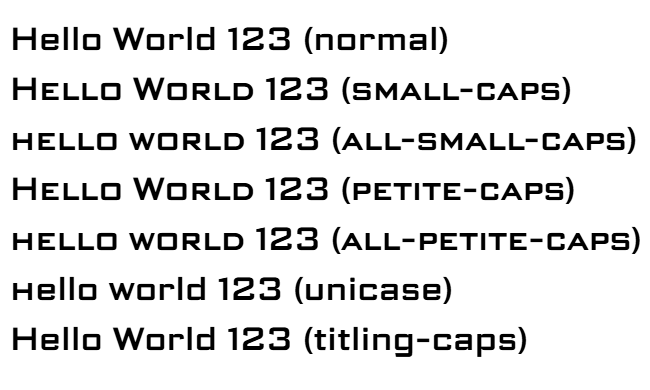 Hello World 123 (normal)
Hello World 123 (small-caps)
Hello World 123 (all-small-caps)
Hello World 123 (petite-caps)
Hello World 123 (all-petite-caps)
Hello World 123 (unicase)
Hello World 123 (titling-caps)